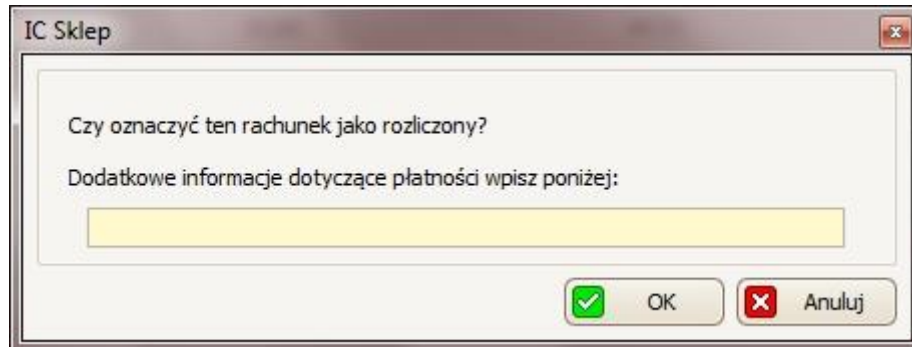 IC Sklep
Czy oznaczyć ten rachunek jako rozliczony?
Dodatkowe informacje dotyczące płatności wpisz poniżej:
OK
Anuluj